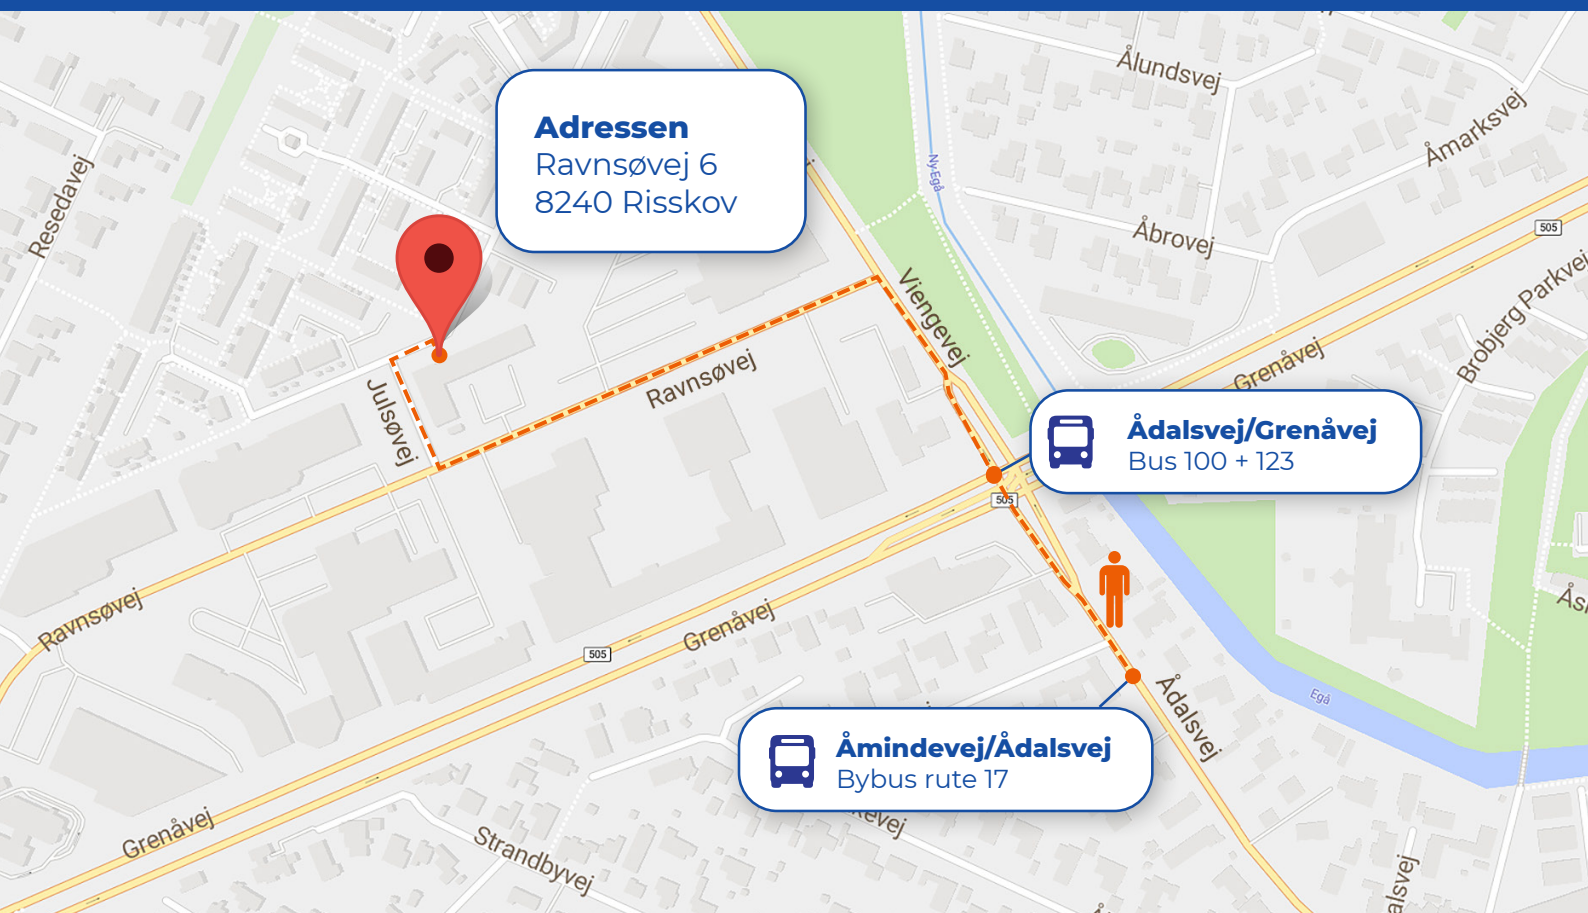 Ålundsvej
Åmarksvej
Adressen
Ravnsøvej 6
8240 Risskov
Resedavej
Ny-Egå
Åbrovej
505
Viengevej
Brobjerg Parkvej
Grenåvej
Ravnsøvej
Julsøvej
Ådalsvej/Grenåvej
Bus 100 + 123
505
Ravnsøvej
Grenåvej
505
Ådalsvej
Egå
Åmindevej/Ådalsvej
Bybus rute 17
Grenåvej
Strandbyvej